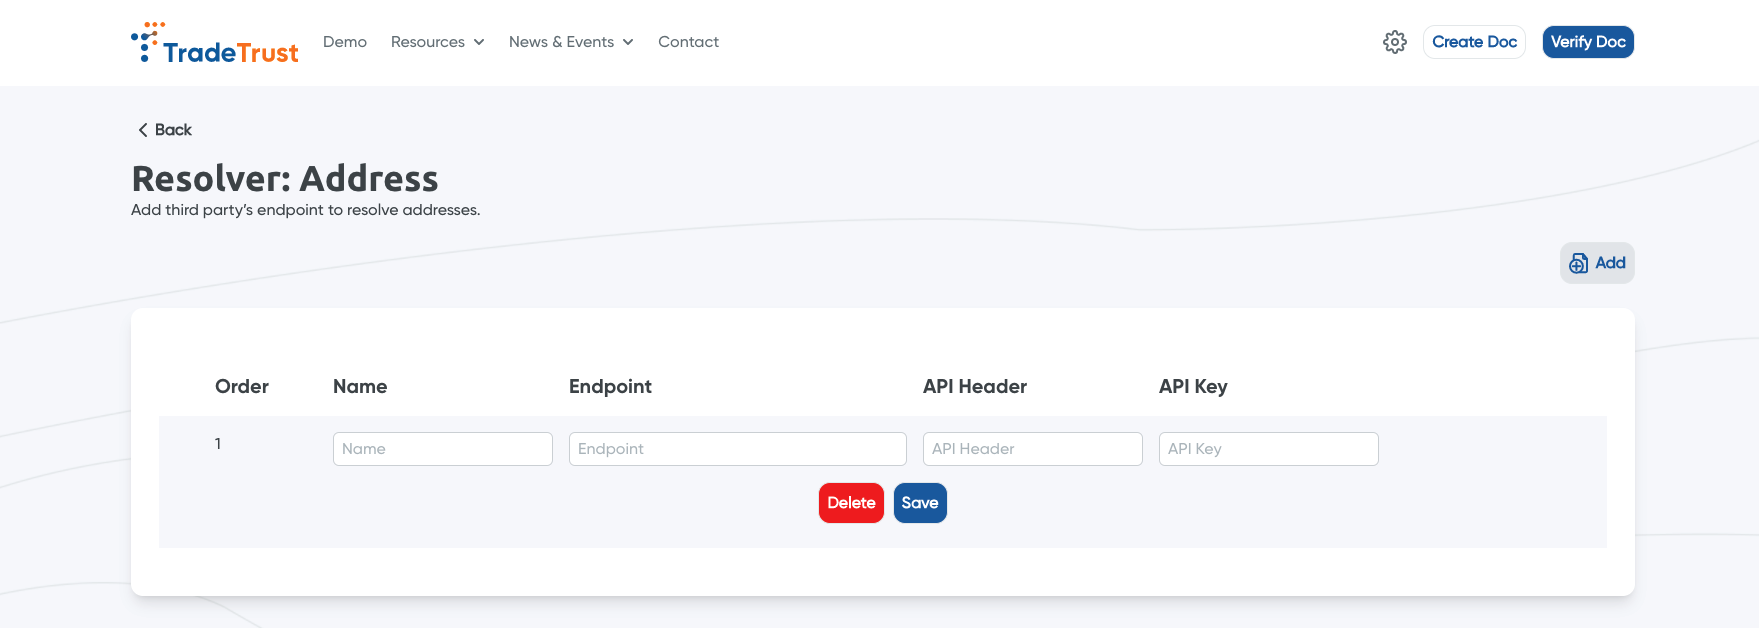 TradeTrust Demo Resources News & Events Contact Create Doc Verify Doc
Back
Resolver: Address
Add third party’s endpoint to resolve addresses.
Add
Order Name Endpoint API Header API Key
1 Name Endpoint API Header API Key
Delete Save